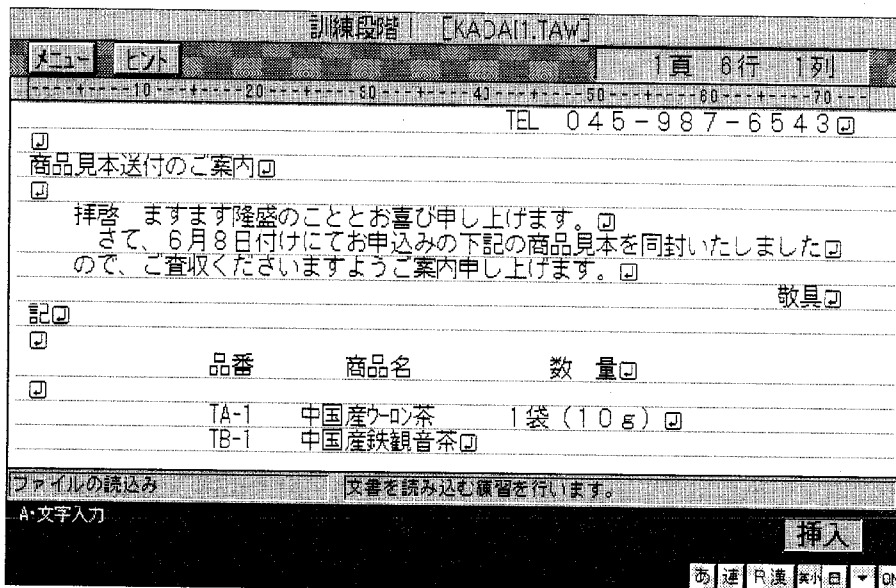 訓練段階1 [KADAI1.TAW]
メニュー ヒント 1頁 6行 1列
|----+----10---+----20---+----30---+----40---+----50---+----60---+----70---
TEL 045-987-6543
商品見本送付のご案内
拝啓 ますます隆盛のこととお喜び申し上げます。
さて、6月8日付けにてお申込みの下記の商品見本を同封いたしました
ので、ご査収くださいますようご案内申し上げます。
敬具
記
品番 商品名 数 量
TA-1 中国産ウーロン茶 1袋(10g)
TB-1 中国産鉄観音茶
ファイルの読込み 文書を読み込む練習を行います。
A・文字入力
挿入
あ 連 R漢 英小